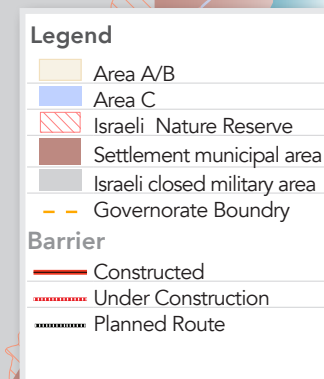 Legend
Area A/B
Area C
Israeli Nature Reserve
Settlement municipal area
Israeli closed military area
Governorate Boundry
Barrier
Constructed
Under Construction
Planned Route